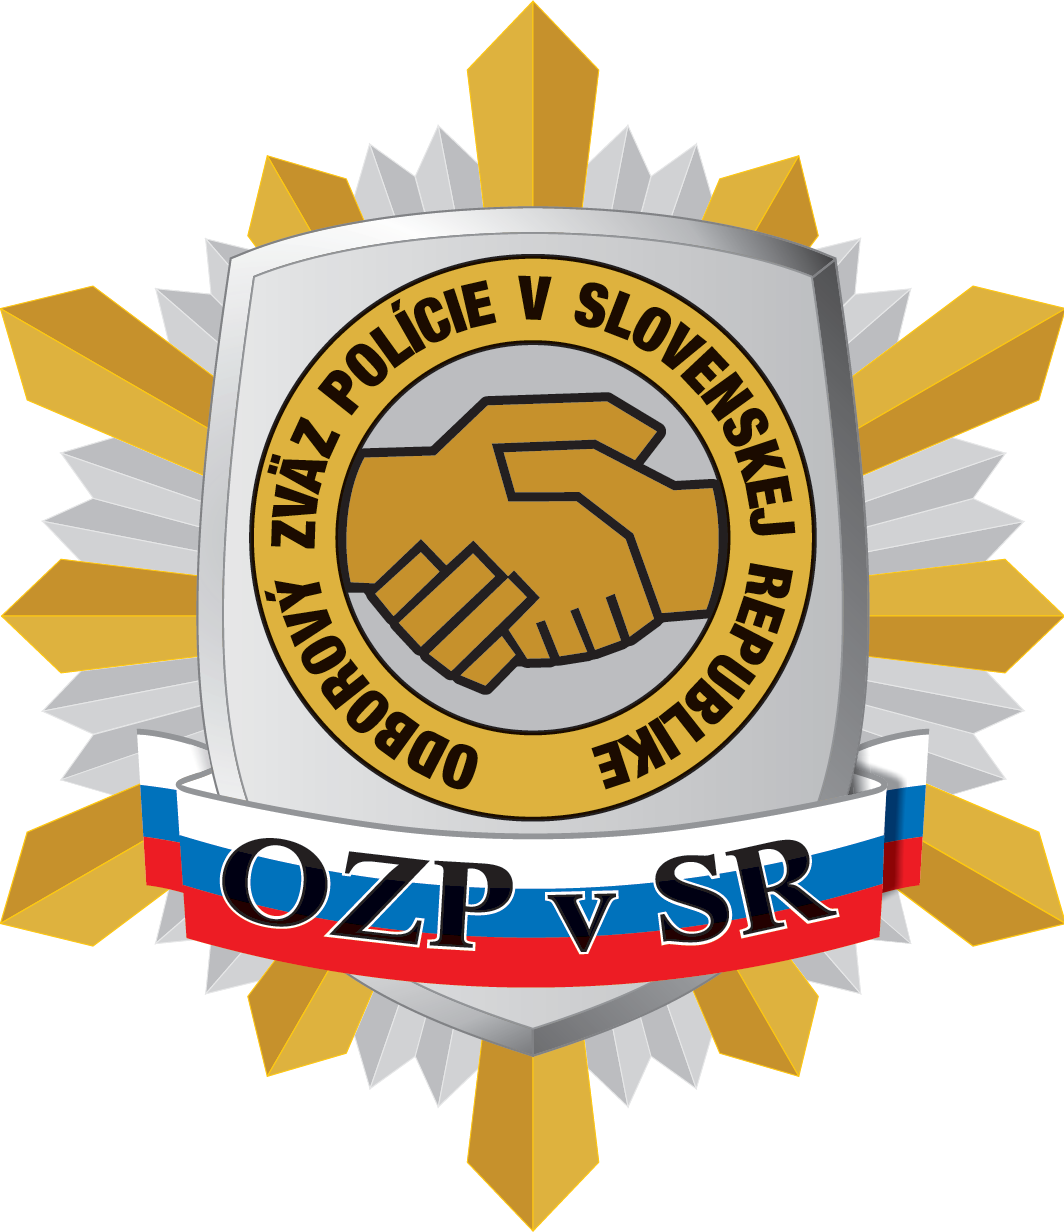 ODBOROVÝ ZVÄZ POLÍCIE V SLOVENSKEJ REPUBLIKE
OZP v SR